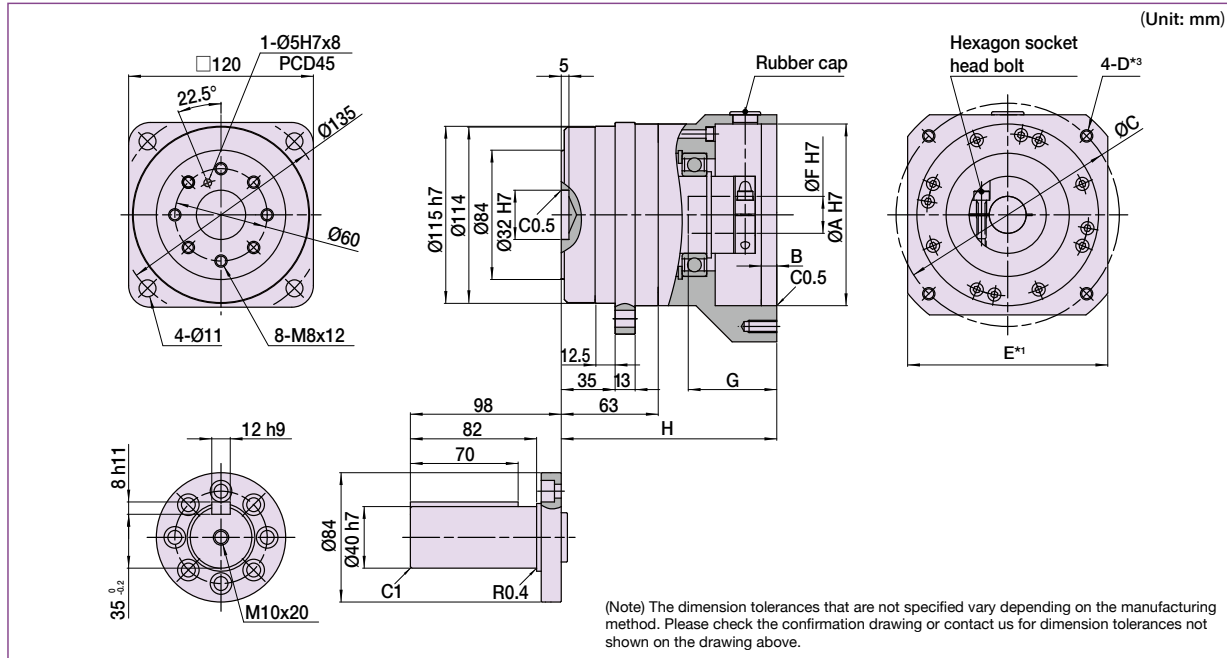 (Unit: mm)
1-Ø5H7x8
PCD45
□120
22.5°
Ø135
Ø60
4-Ø11
8-M8x12
5
Rubber cap
Ø115 h7
Ø114
Ø84
Ø32 H7
C0.5
ØF H7
ØA H7
B
C0.5
12.5
35
13
G
63
H
Hexagon socket
head bolt
4-D*3
ØC
E*1
98
82
70
12 h9
8 h11
35 0 -0.2
M10x20
Ø84
Ø40 h7
C1
R0.4
(Note) The dimension tolerances that are not specified vary depending on the manufacturing
method. Please check the confirmation drawing or contact us for dimension tolerances not
shown on the drawing above.